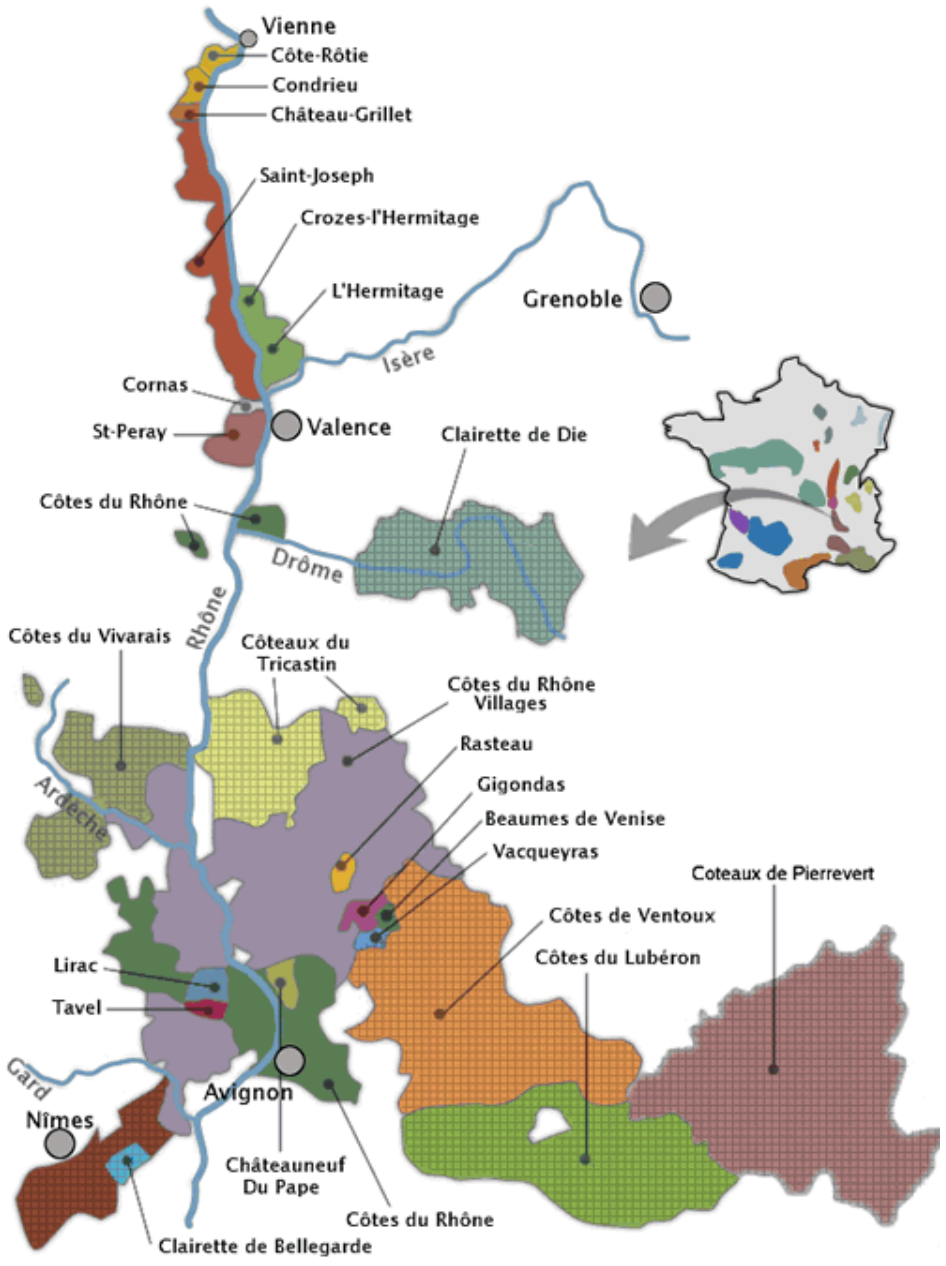 Vienne
Côte-Rôtie
Condrieu
Château-Grillet
Saint-Joseph
Crozes-l'Hermitage
L'Hermitage
Grenoble
Isère
Cornas
Valence
St-Peray
Clairette de Die
Côtes du Rhône
Drôme
Rhône
Côtes du Vivarais
Côteaux du
Tricastin
Côtes du Rhône
Villages
Rasteau
Gigondas
Ardèche
Beaumes de Venise
Vacqueyras
Coteaux de Pierrevert
Côtes de Ventoux
Côtes du Lubéron
Lirac
Tavel
Gard
Avignon
Nîmes
Châteauneuf
Du Pape
Côtes du Rhône
Clairette de Bellegarde